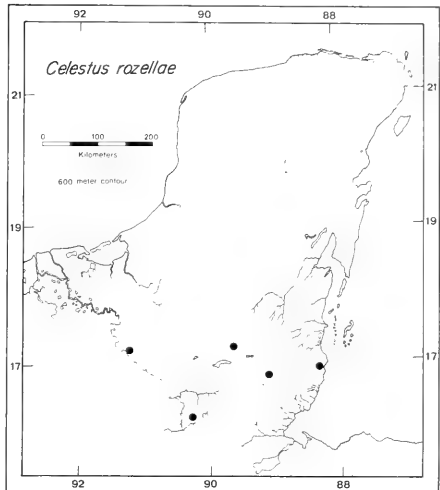 92 90 88
Celestus rozellae
21 21
0 100 200
Kilometers
600 meter contour
19 19
17 17
92 90 88